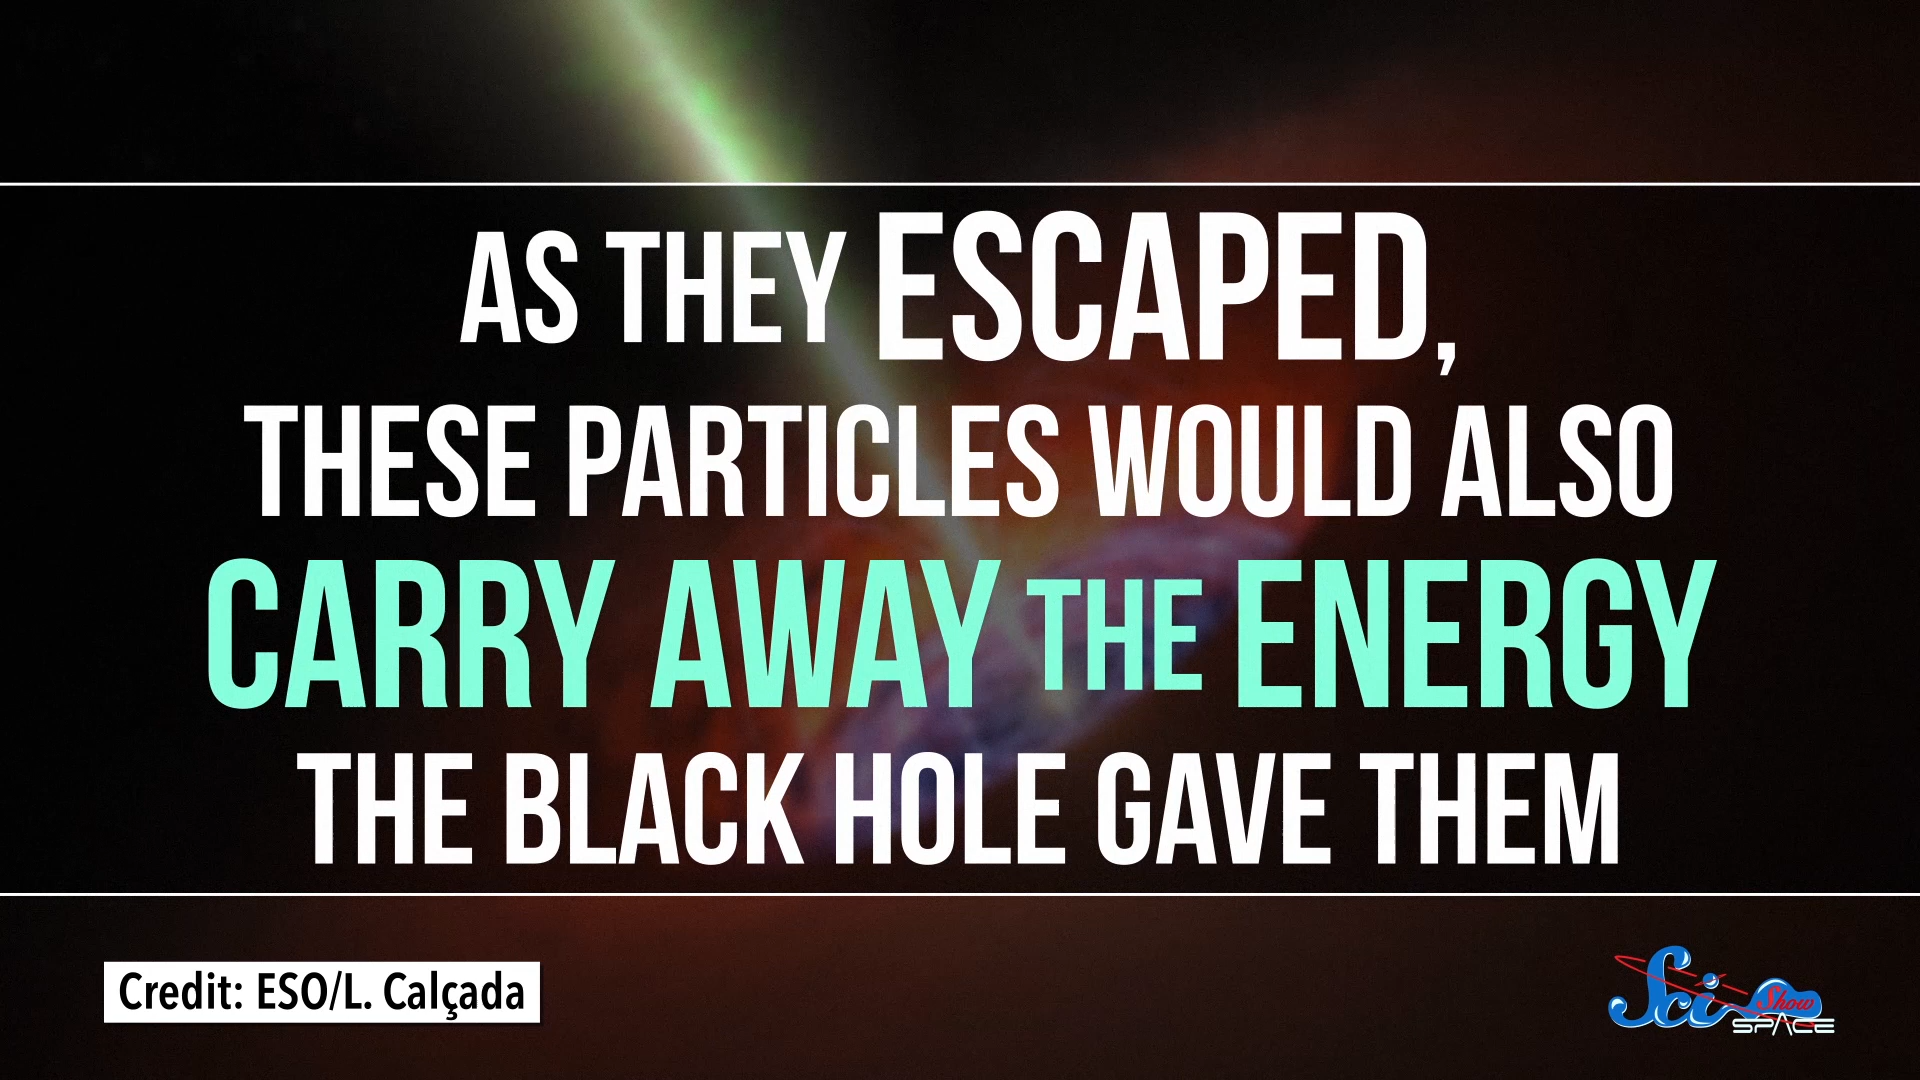 AS THEY ESCAPED,
THESE PARTICLES WOULD ALSO
CARRY AWAY THE ENERGY
THE BLACK HOLE GAVE THEM
Credit: ESO/L. Calçada
Sci Show
SPACE